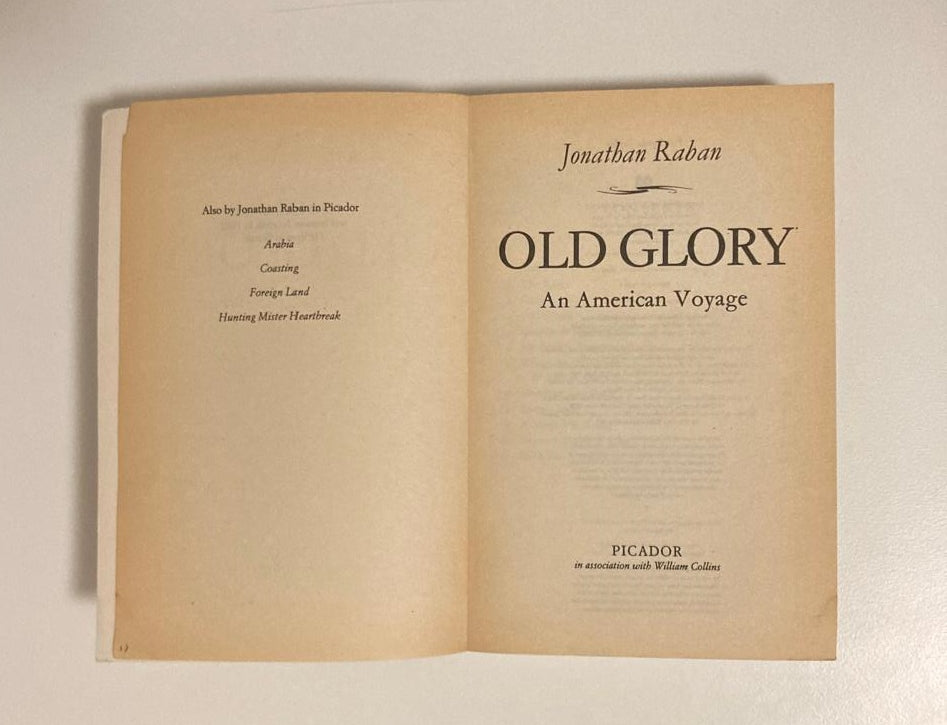 Also by Jonathan Raban in Picador
Arabia
Coasting
Foreign Land
Hunting Mister Heartbreak
Jonathan Raban
OLD GLORY
An American Voyage
PICADOR
in association with William Collins